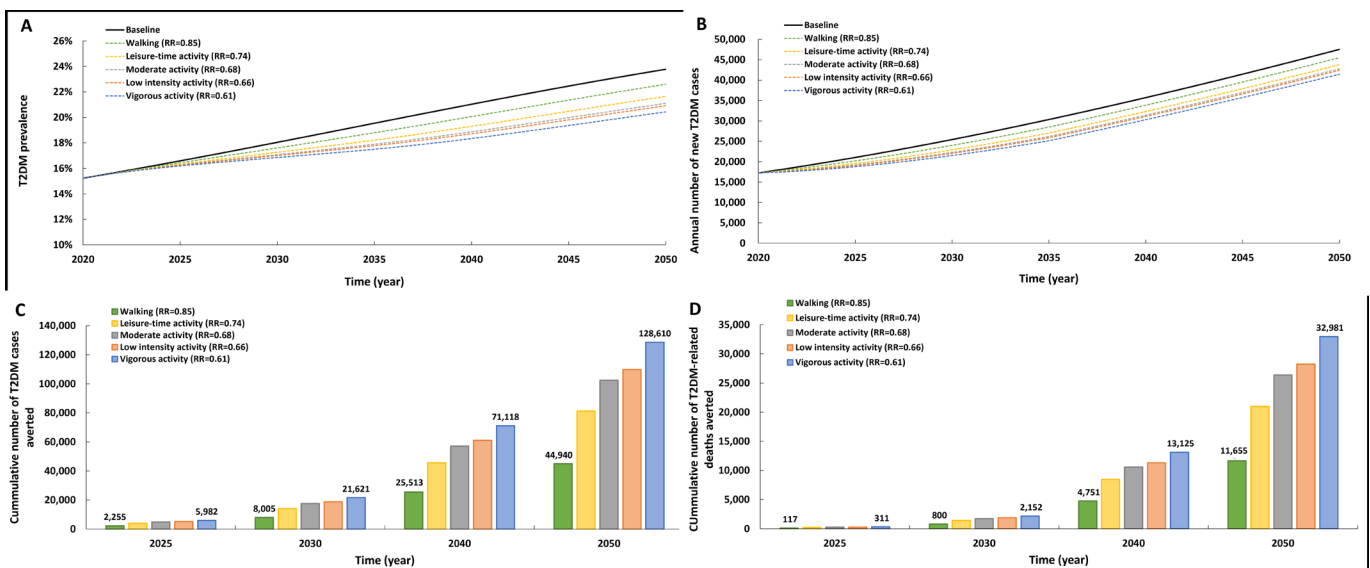 A
Baseline
Walking (RR=0.85)
Leisure-time activity (RR=0.74)
Moderate activity (RR=0.68)
Low intensity activity (RR=0.66)
Vigorous activity (RR=0.61)
T2DM prevalence
26%
24%
22%
20%
18%
16%
14%
12%
10%
2020
2025
2030
2035
2040
2045
2050
Time (year)
B
Baseline
Walking (RR=0.85)
Leisure-time activity (RR=0.74)
Moderate activity (RR=0.68)
Low intensity activity (RR=0.66)
Vigorous activity (RR=0.61)
Annual number of new T2DM cases
50,000
45,000
40,000
35,000
30,000
25,000
20,000
15,000
10,000
5,000
0
2020
2025
2030
2035
2040
2045
2050
Time (year)
C
Walking (RR=0.85)
Leisure-time activity (RR=0.74)
Moderate activity (RR=0.68)
Low intensity activity (RR=0.66)
Vigorous activity (RR=0.61)
Cummulative number of T2DM cases
averted
140,000
120,000
100,000
80,000
60,000
40,000
20,000
0
2,255
5,982
8,005
21,621
25,513
71,118
44,940
128,610
2025
2030
2040
2050
Time (year)
D
Walking (RR=0.85)
Leisure-time activity (RR=0.74)
Moderate activity (RR=0.68)
Low intensity activity (RR=0.66)
Vigorous activity (RR=0.61)
CUmmulative number of T2DM-related
deaths averted
35,000
30,000
25,000
20,000
15,000
10,000
5,000
0
117
311
800
2,152
4,751
13,125
11,655
32,981
2025
2030
2040
2050
Time (year)